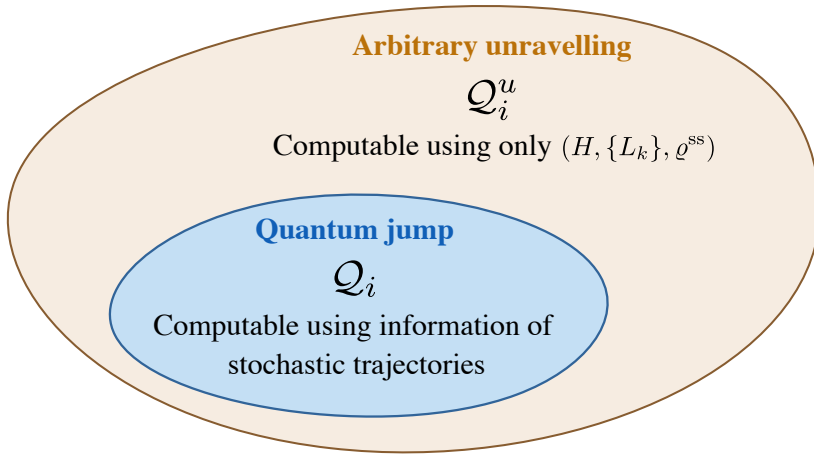 Arbitrary unravelling
𝒬ᵢᵘ
Computable using only (H, {Lₖ}, ϱˢˢ)
Quantum jump
𝒬ᵢ
Computable using information of
stochastic trajectories